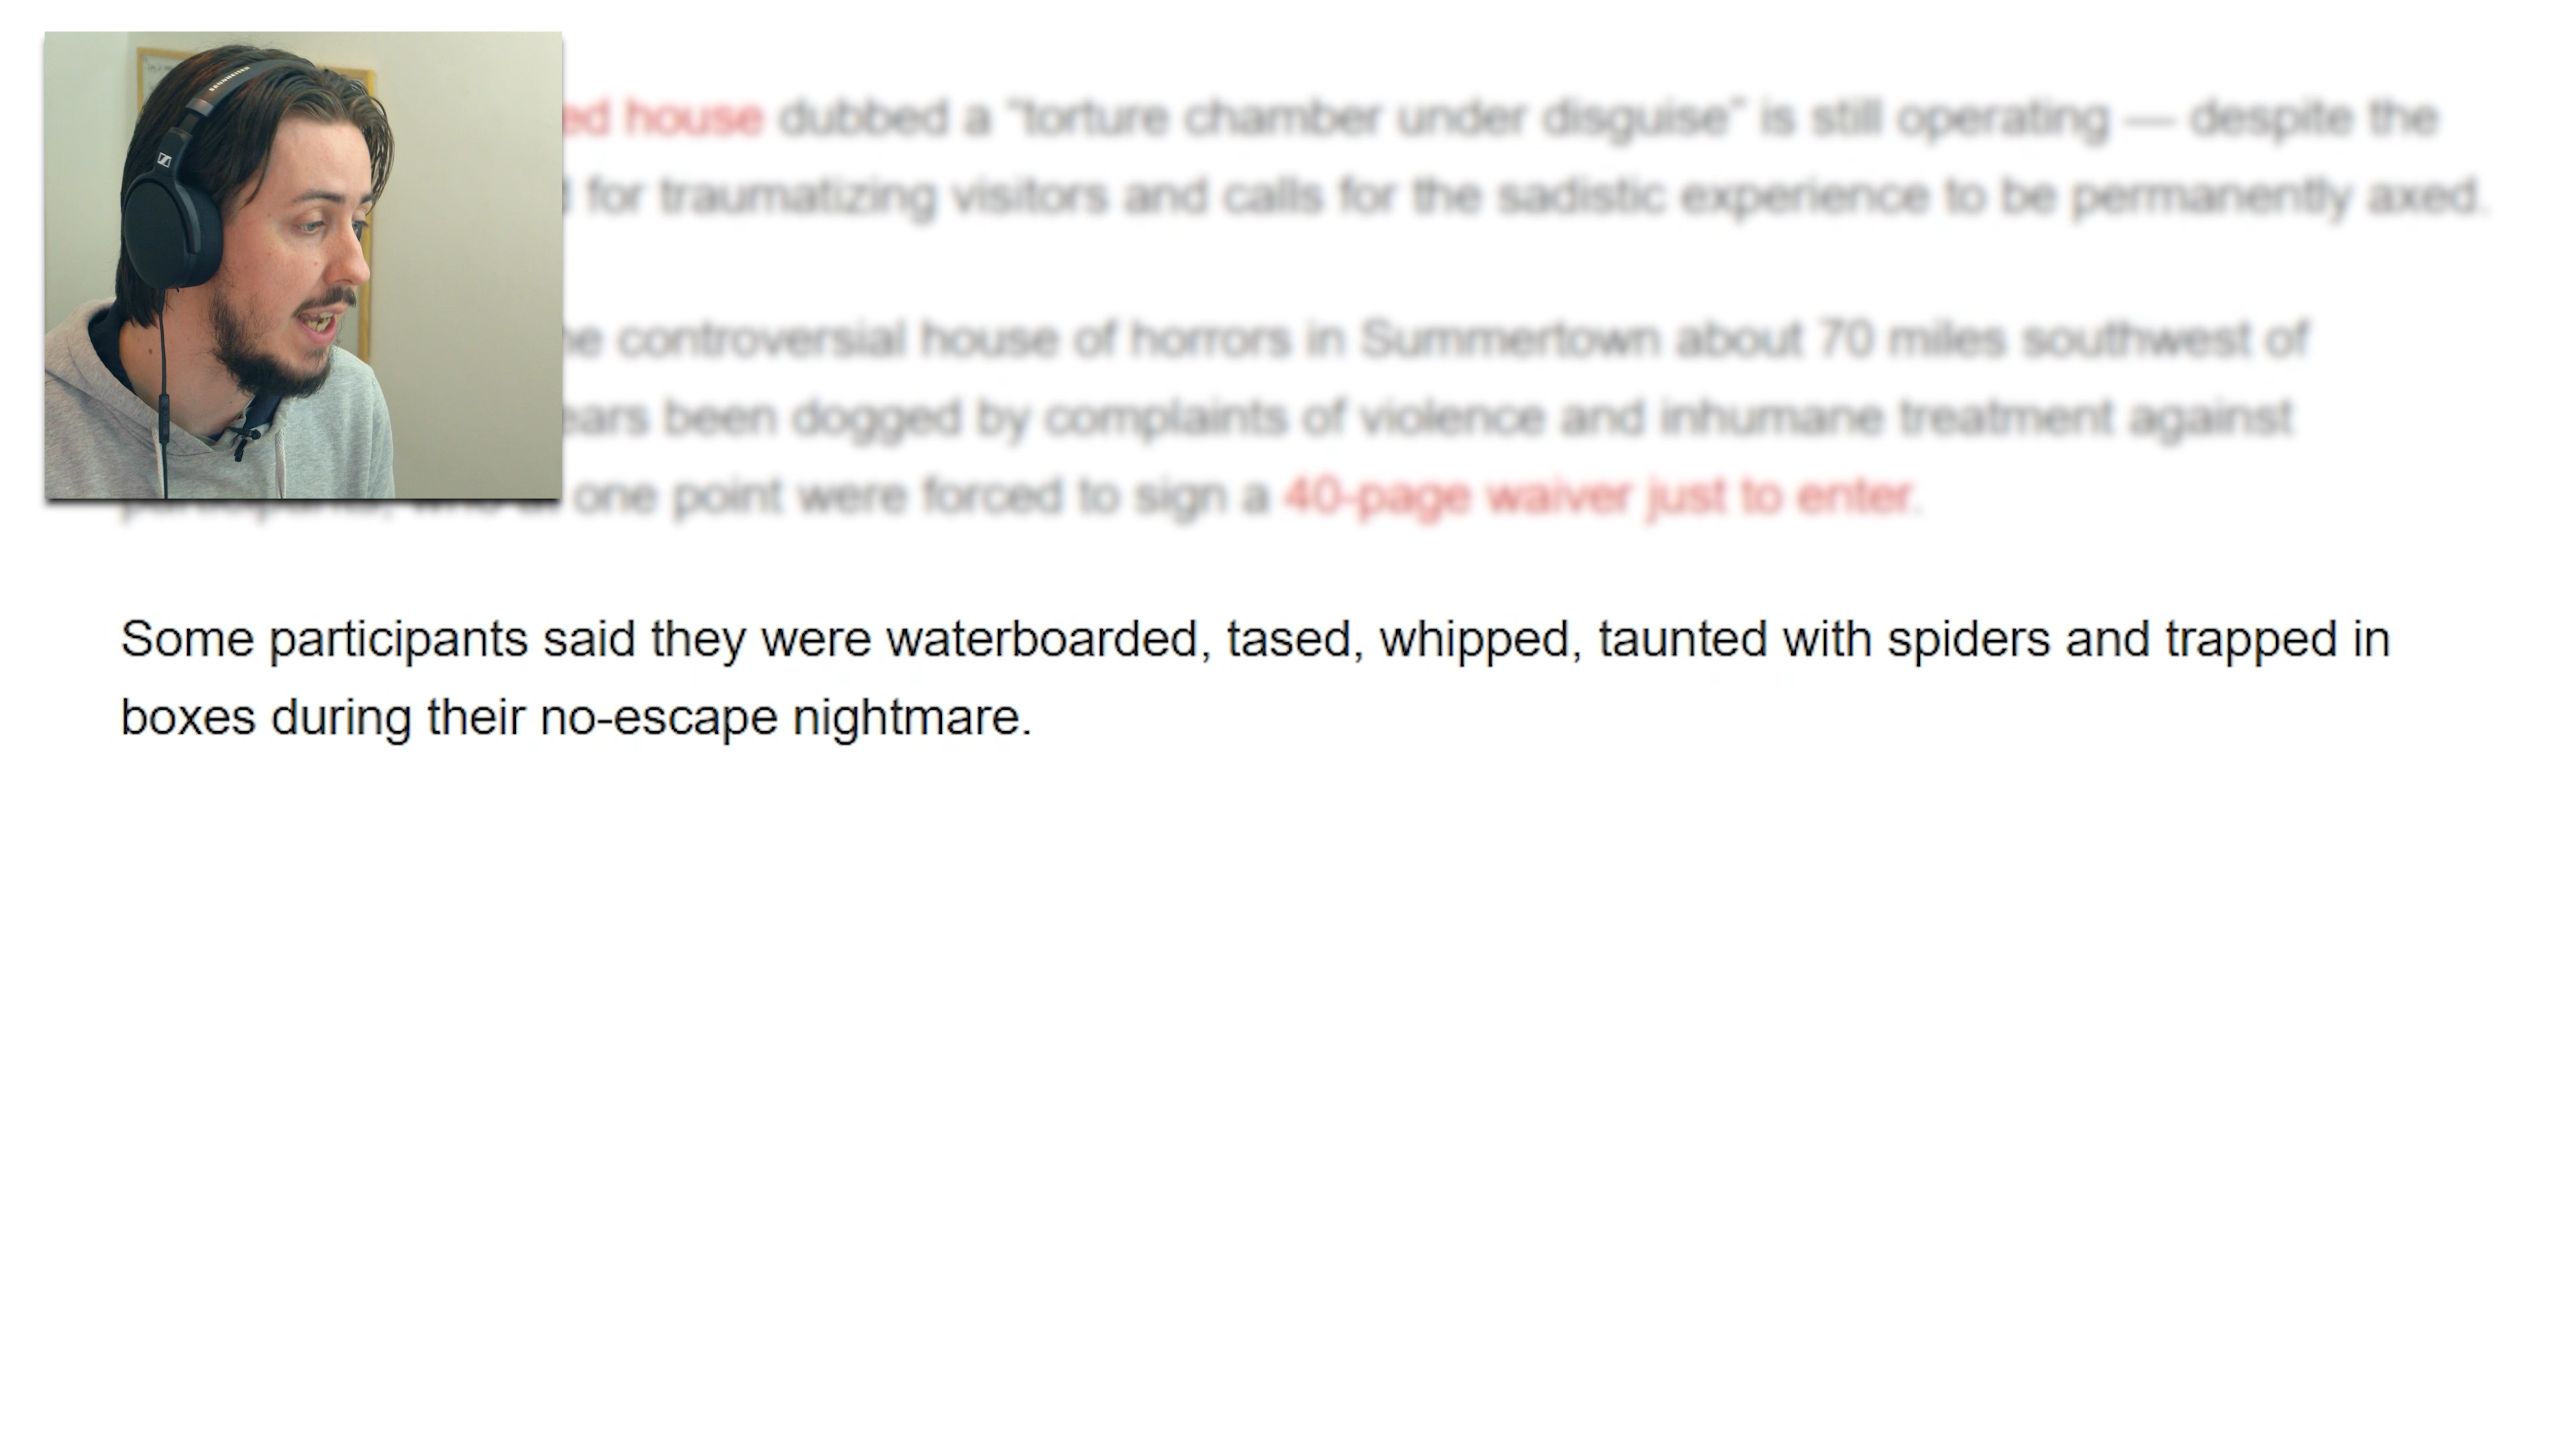 ed house dubbed a "torture chamber under disguise" is still operating — despite the
for traumatizing visitors and calls for the sadistic experience to be permanently axed.
he controversial house of horrors in Summertown about 70 miles southwest of
ears been dogged by complaints of violence and inhumane treatment against
one point were forced to sign a 40-page waiver just to enter.
Some participants said they were waterboarded, tased, whipped, taunted with spiders and trapped in
boxes during their no-escape nightmare.